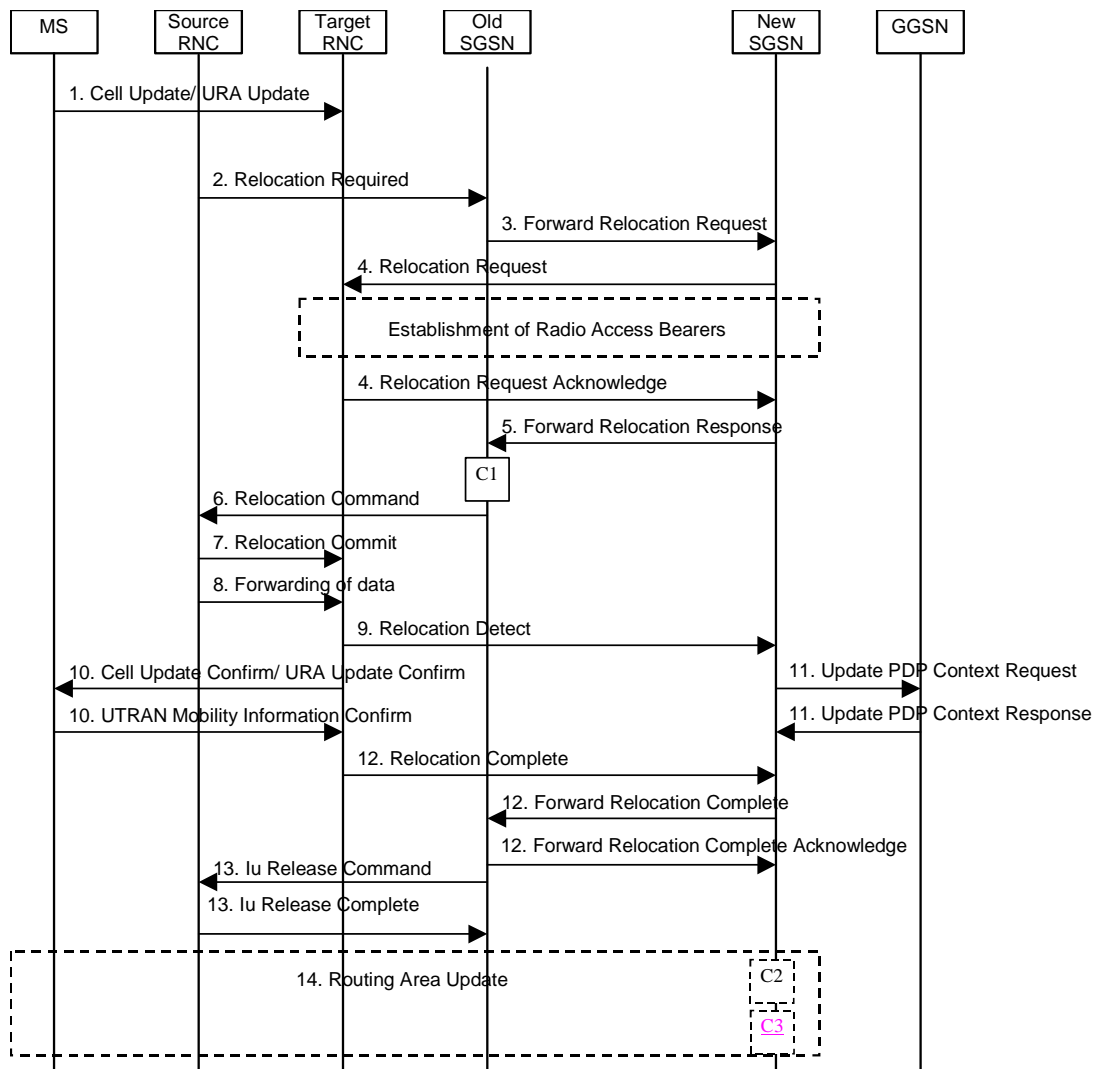 MS
Source
RNC
Target
RNC
Old
SGSN
New
SGSN
GGSN
1. Cell Update/ URA Update
2. Relocation Required
3. Forward Relocation Request
4. Relocation Request
Establishment of Radio Access Bearers
4. Relocation Request Acknowledge
5. Forward Relocation Response
C1
6. Relocation Command
7. Relocation Commit
8. Forwarding of data
9. Relocation Detect
10. Cell Update Confirm/ URA Update Confirm
11. Update PDP Context Request
10. UTRAN Mobility Information Confirm
11. Update PDP Context Response
12. Relocation Complete
12. Forward Relocation Complete
12. Forward Relocation Complete Acknowledge
13. Iu Release Command
13. Iu Release Complete
14. Routing Area Update
C2
C3